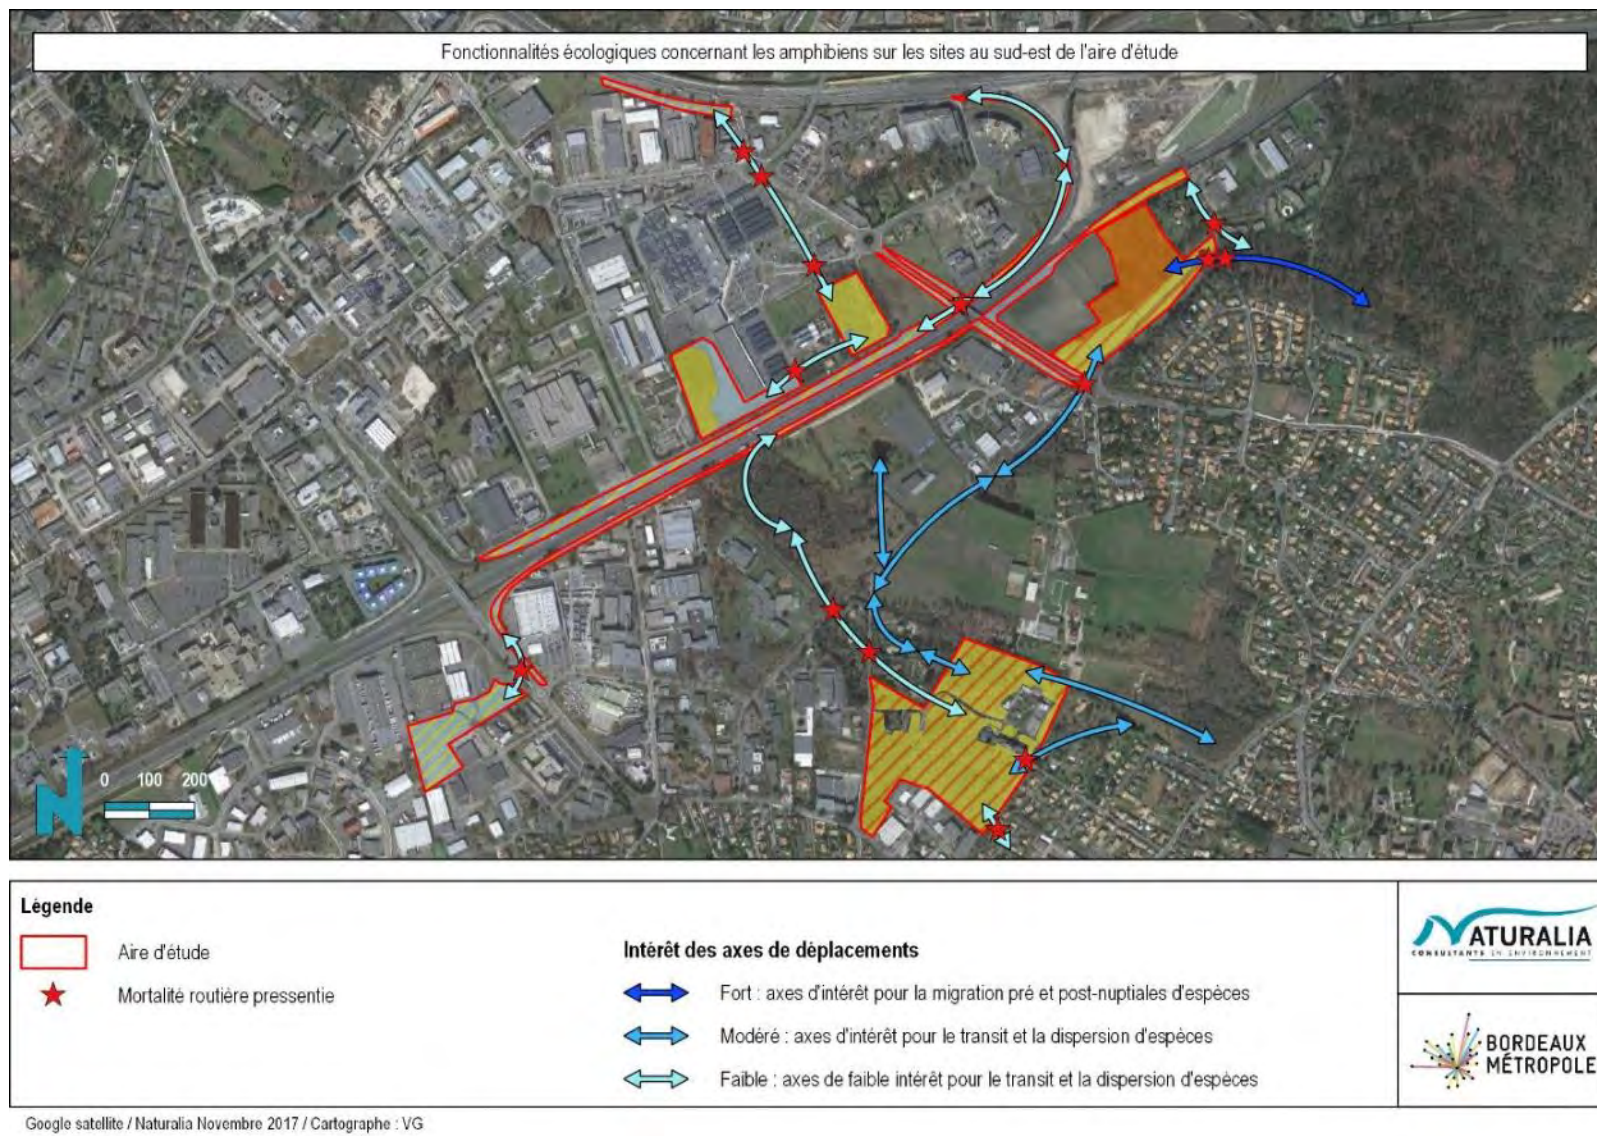 Fonctionnalités écologiques concernant les amphibiens sur les sites au sud-est de l'aire d'étude
0 100 200
Légende
Aire d'étude
Mortalité routière pressentie
Intérêt des axes de déplacements
Fort : axes d'intérêt pour la migration pré et post-nuptiales d'espèces
Modéré : axes d'intérêt pour le transit et la dispersion d'espèces
Faible : axes de faible intérêt pour le transit et la dispersion d'espèces
NATURALIA
CONSULTANTS EN ENVIRONNEMENT
BORDEAUX
MÉTROPOLE
Google satellite / Naturalia Novembre 2017 / Cartographe : VG